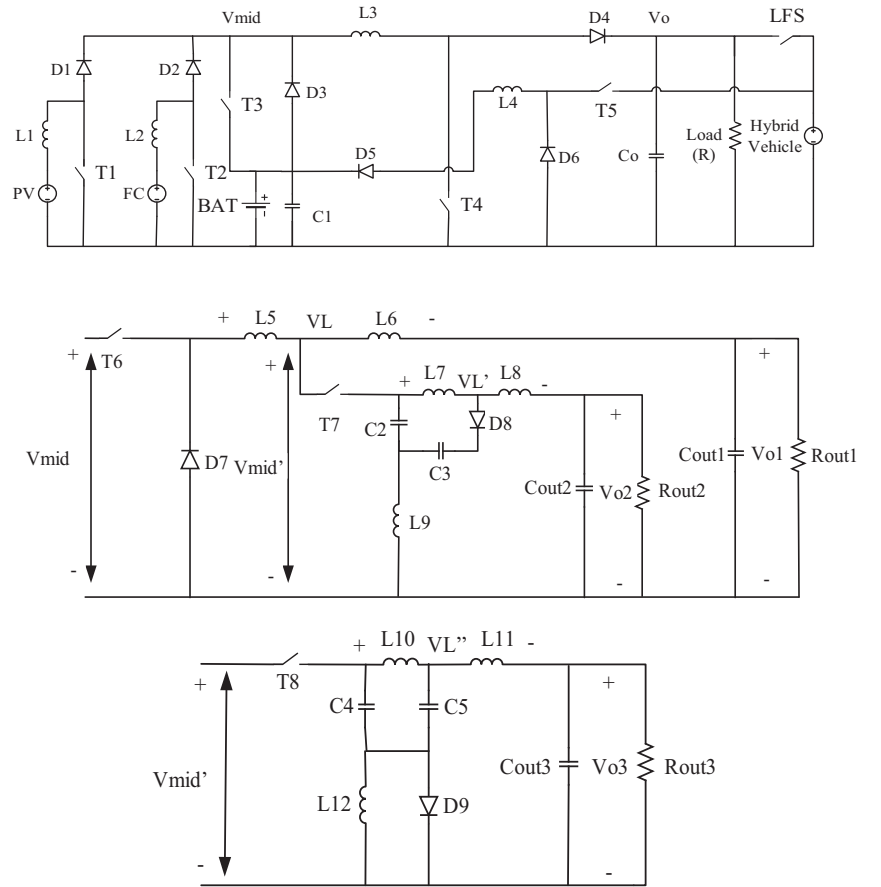 Vmid
L3
D4
Vo
LFS
D1
D2
T3
D3
L4
T5
L1
L2
T1
T2
D5
D6
Co
Load
(R)
Hybrid
Vehicle
PV
FC
BAT
+
-
C1
T4
+ L5 VL L6 -
+
T6
+
T7
+ L7 VL’ L8 -
C2
D8
C3
+
+
Vmid
D7
Vmid’
Cout2
Vo2
Rout2
Cout1
Vo1
Rout1
L9
-
-
-
-
+ L10 VL’’ L11 -
+
T8
C4
C5
+
Vmid’
L12
D9
Cout3
Vo3
Rout3
-
-